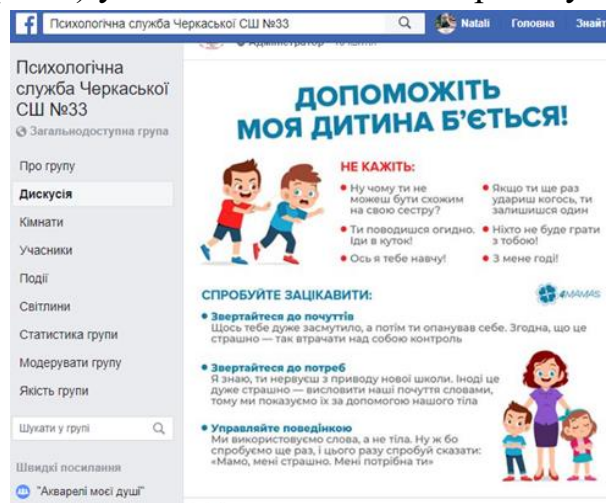 Психологічна служба Черкаської СШ №33
Natali
Головна
Знайт
Психологічна
служба Черкаської
СШ №33
Загальнодоступна група
Про групу
Дискусія
Кімнати
Учасники
Події
Світлини
Статистика групи
Модерувати групу
Якість групи
Шукати у групі
Швидкі посилання
"Акварелі моєї душі"
ДОПОМОЖІТЬ
МОЯ ДИТИНА Б'ЄТЬСЯ!
НЕ КАЖІТЬ:
Ну чому ти не
можеш бути схожим
на свою сестру?
Ти поводишся огидно.
Іди в куток!
Ось я тебе навчу!
Якщо ти ще раз
удариш когось, ти
залишишся один
Ніхто не буде грати
з тобою!
З мене годі!
4MAMAS
СПРОБУЙТЕ ЗАЦІКАВИТИ:
Звертайтеся до почуттів
Щось тебе дуже засмутило, а потім ти опанував себе. Згодна, що це
страшно — так втрачати над собою контроль
Звертайтеся до потреб
Я знаю, ти нервуєш з приводу нової школи. Іноді це
дуже страшно — висловити наші почуття словами,
тому ми показуємо їх за допомогою нашого тіла
Управляйте поведінкою
Ми використовуємо слова, а не тіла. Ну ж бо
спробуємо ще раз, і цього разу спробуй сказати:
«Мамо, мені страшно. Мені потрібна ти»